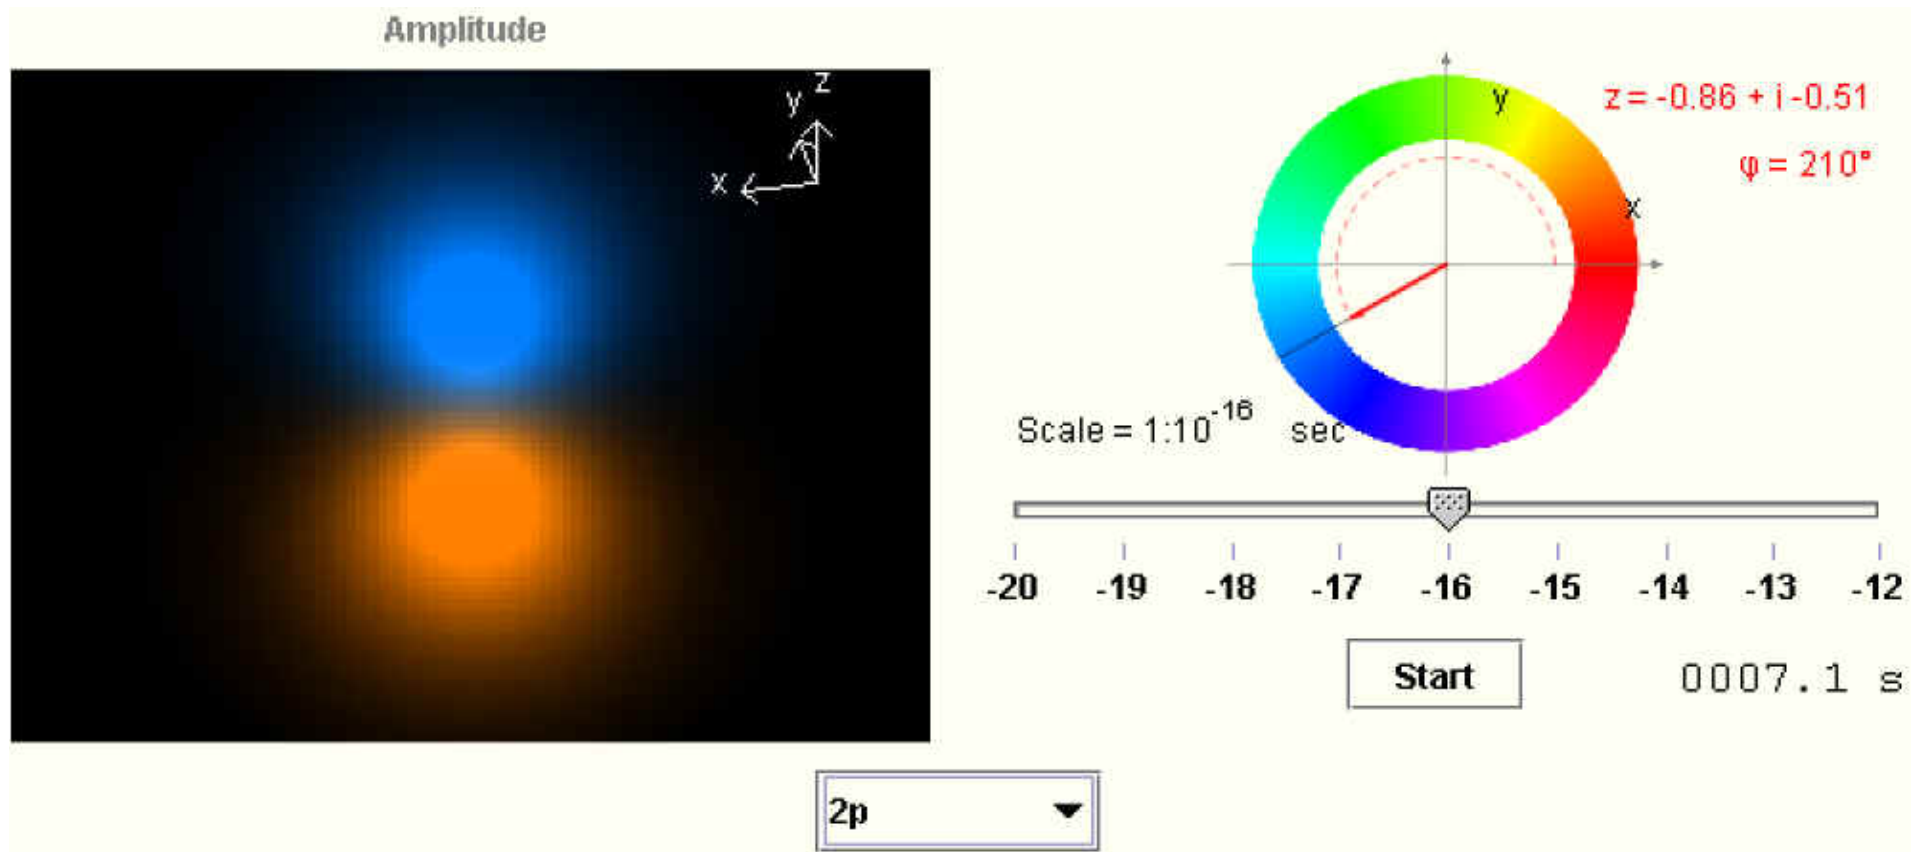 Amplitude
z
y
x
y
x
z = -0.86 + i -0.51
φ = 210°
Scale = 1:10⁻¹⁶ sec
-20 -19 -18 -17 -16 -15 -14 -13 -12
Start 0007.1 s
2p